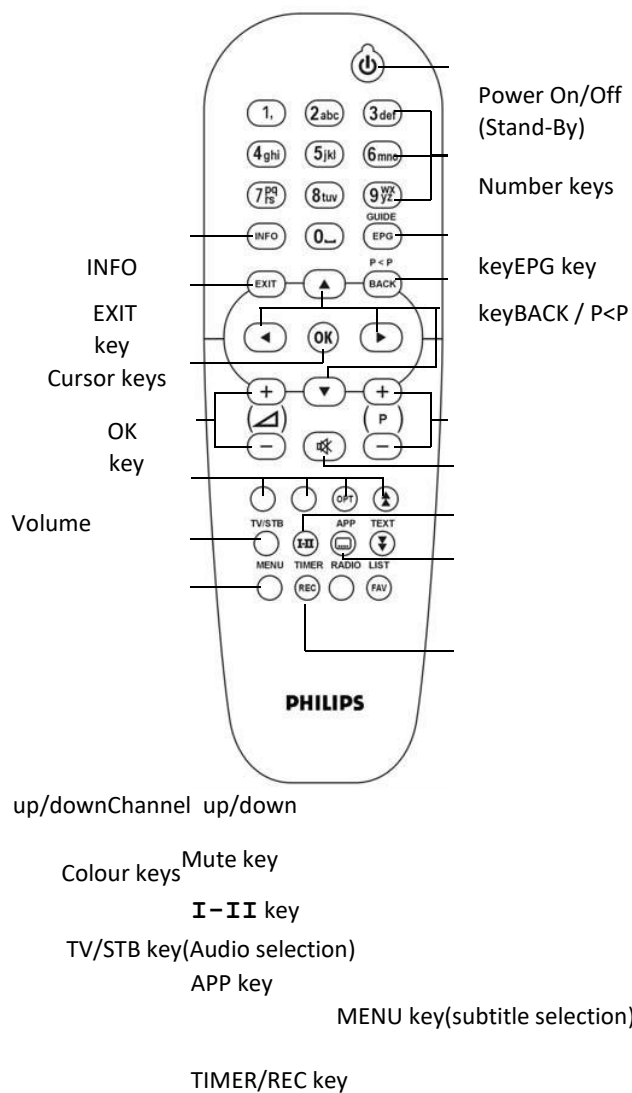 Power On/Off
(Stand-By)
1, 2abc 3def
4ghi 5jkl 6mno
Number keys
7pqrs 8tuv 9wxyz
GUIDE
INFO 0 EPG
INFO
keyEPG key
P < P
EXIT BACK
EXIT
key
keyBACK / P<P
OK
Cursor keys
+ +
P
OK
key
− −
OPT
Volume
TV/STB APP TEXT
I-II
MENU TIMER RADIO LIST
REC FAV
PHILIPS
up/downChannel up/down
Mute key
Colour keys
I-II key
TV/STB key(Audio selection)
APP key
MENU key(subtitle selection)
TIMER/REC key